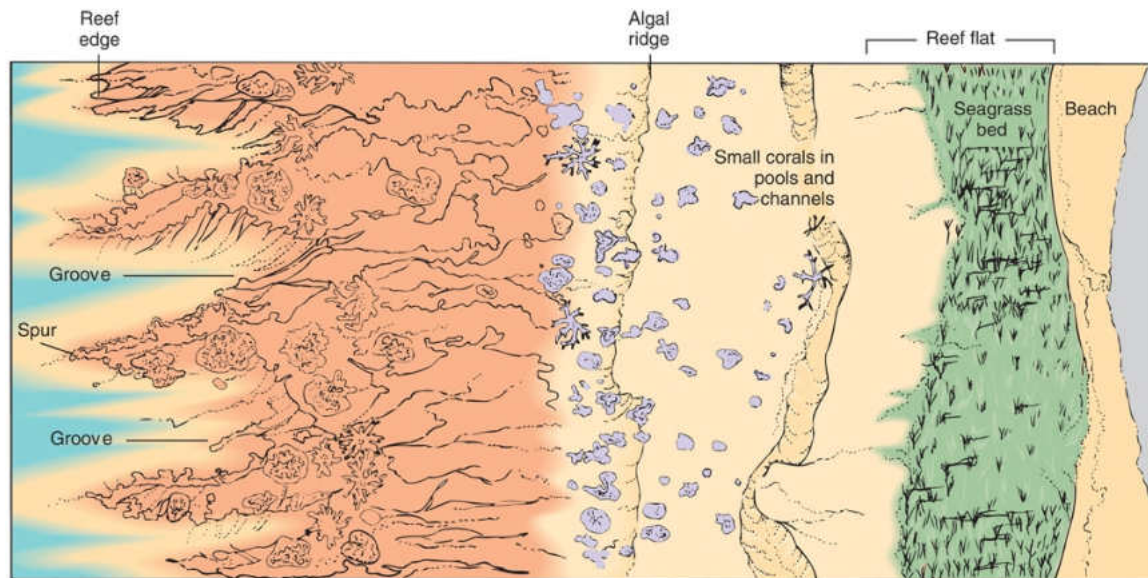 Reef
edge
Algal
ridge
Reef flat
Seagrass
bed
Beach
Small corals in
pools and
channels
Groove
Spur
Groove